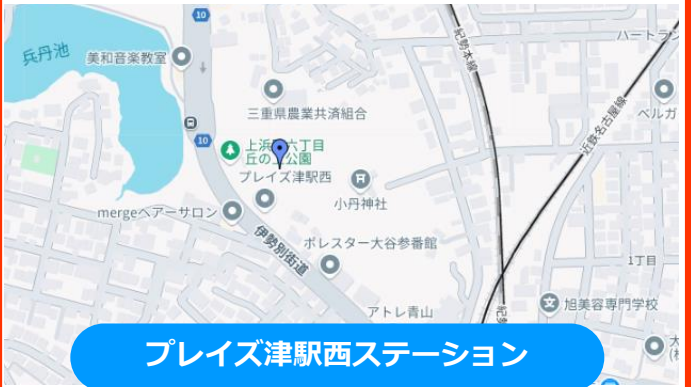 10
紀勢本線
ハートラン
兵丹池
美和音楽教室
三重県農業共済組合
ベルガ
近鉄名古屋線
10
上浜
六丁目
丘の
公園
プレイズ津駅西
小丹神社
mergeヘアーサロン
伊勢別街道
ポレスター大谷参番館
1丁目
アトレ青山
旭美容専門学校
プレイズ津駅西ステーション